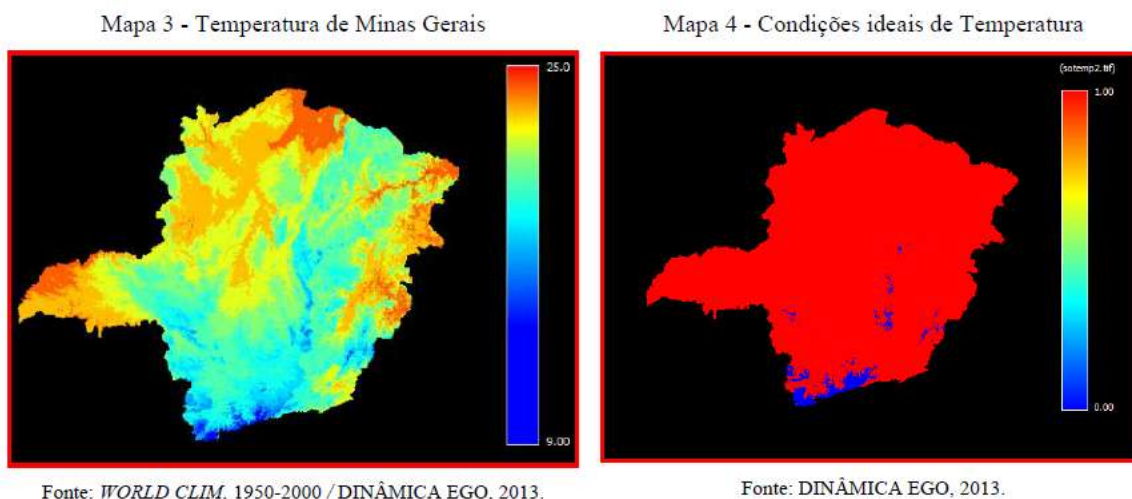 Mapa 3 - Temperatura de Minas Gerais
25.0
9.00
Fonte: WORLD CLIM, 1950-2000 / DINÂMICA EGO, 2013.
Mapa 4 - Condições ideais de Temperatura
(sotemp2.tif)
1.00
0.00
Fonte: DINÂMICA EGO, 2013.